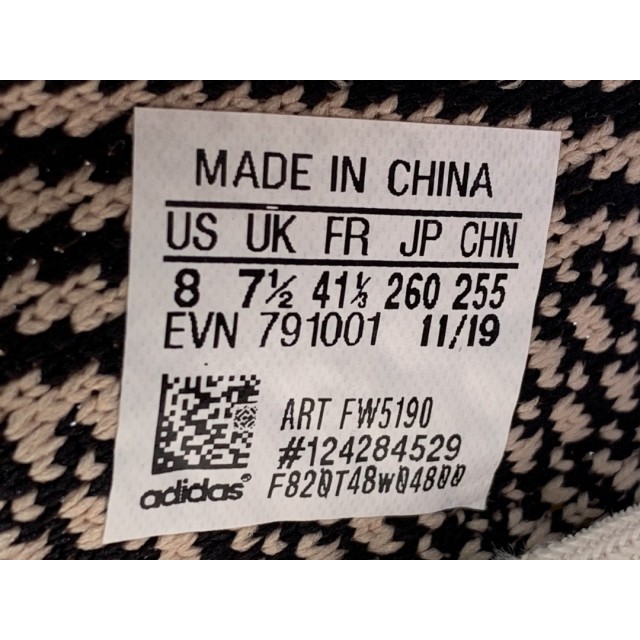 MADE IN CHINA
US UK FR JP CHN
8 7½ 41⅓ 260 255
EVN 791001 11/19
ART FW5190
#124284529
adidas® F820T48W04800